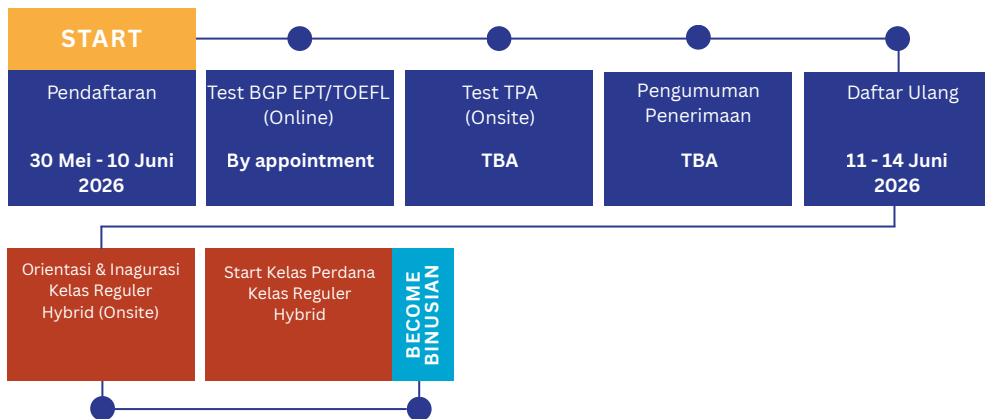 START
Pendaftaran
30 Mei - 10 Juni
2026
Test BGP EPT/TOEFL
(Online)
By appointment
Test TPA
(Onsite)
TBA
Pengumuman
Penerimaan
TBA
Daftar Ulang
11 - 14 Juni
2026
Orientasi & Inagurasi
Kelas Reguler
Hybrid (Onsite)
Start Kelas Perdana
Kelas Reguler
Hybrid
BECOME
BINUSIAN